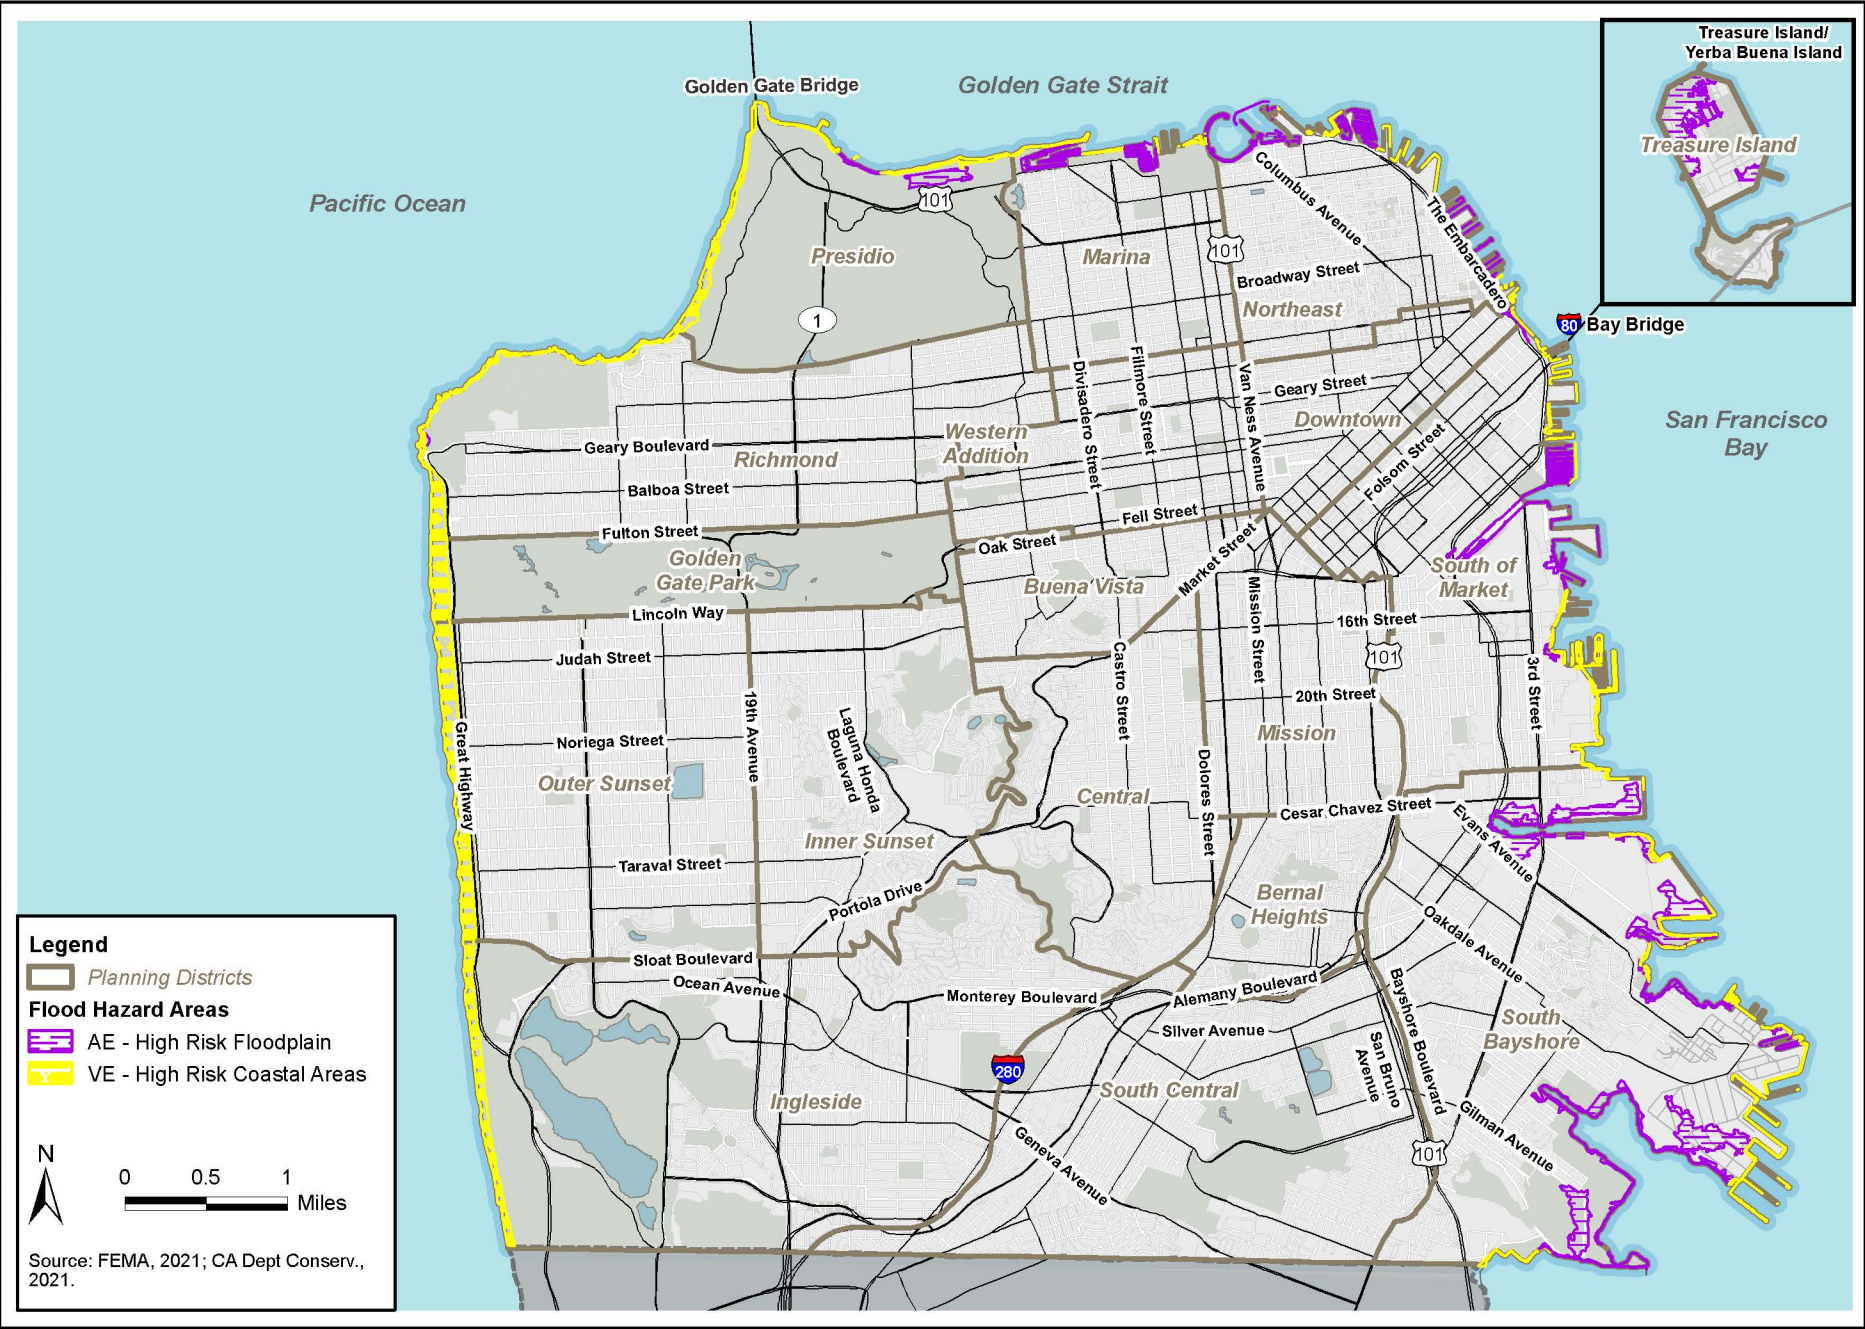 Treasure Island/
Yerba Buena Island
Treasure Island
Golden Gate Bridge
Golden Gate Strait
Pacific Ocean
101
Columbus Avenue
The Embarcadero
Presidio
Marina
101
Broadway Street
Northeast
1
80
Bay Bridge
Divisadero Street
Fillmore Street
Van Ness Avenue
Geary Street
Downtown
San Francisco
Bay
Geary Boulevard
Richmond
Western
Addition
Folsom Street
Balboa Street
Fulton Street
Fell Street
Oak Street
Market Street
Golden
Gate Park
Buena Vista
South of
Market
Lincoln Way
Mission Street
16th Street
Judah Street
101
Castro Street
3rd Street
20th Street
19th Avenue
Laguna Honda
Boulevard
Great Highway
Noriega Street
Outer Sunset
Mission
Dolores Street
Central
Cesar Chavez Street
Evans Avenue
Inner Sunset
Taraval Street
Portola Drive
Bernal
Heights
Oakdale Avenue
Sloat Boulevard
Ocean Avenue
Monterey Boulevard
Alemany Boulevard
Bayshore Boulevard
Silver Avenue
South
Bayshore
San Bruno
Avenue
280
South Central
Ingleside
Gilman Avenue
Geneva Avenue
101
Legend
Planning Districts
Flood Hazard Areas
AE - High Risk Floodplain
VE - High Risk Coastal Areas
N
0 0.5 1
Miles
Source: FEMA, 2021; CA Dept Conserv.,
2021.